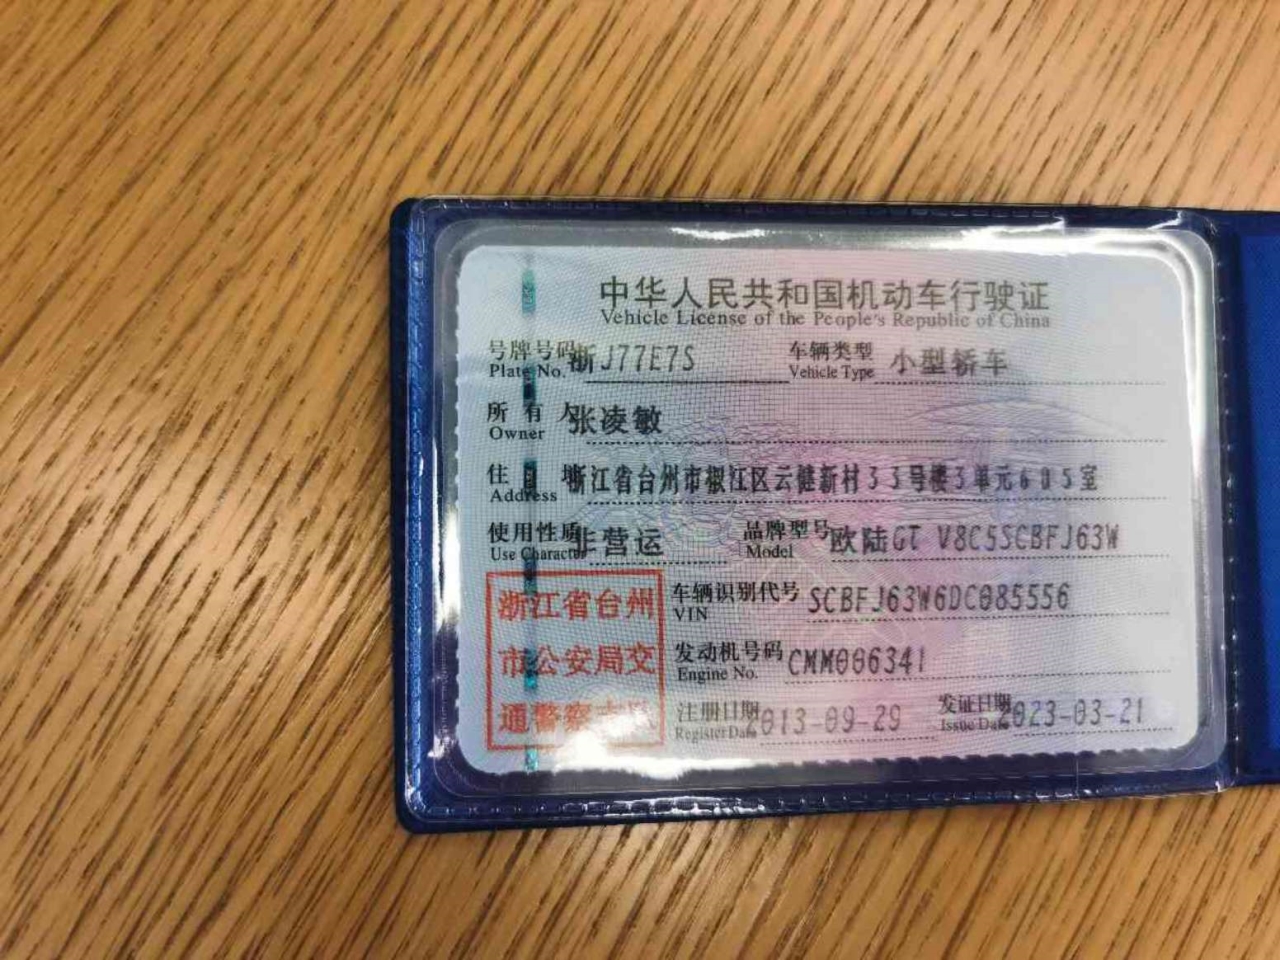 中华人民共和国机动车行驶证
Vehicle License of the People's Republic of China
号牌号码 浙J77E7S 车辆类型 小型轿车
Plate No. Vehicle Type
所有人 张凌敏
Owner
住址 浙江省台州市椒江区云健新村33号楼3单元605室
Address
使用性质 非营运 品牌型号 欧陆GT V8C5SCBFJ63W
Use Character Model
浙江省台州
市公安局交
通警察支队
车辆识别代号 SCBFJ63W6DC085556
VIN
发动机号码 CMM006341
Engine No.
注册日期 2013-09-29 发证日期 2023-03-21
Register Date Issue Date